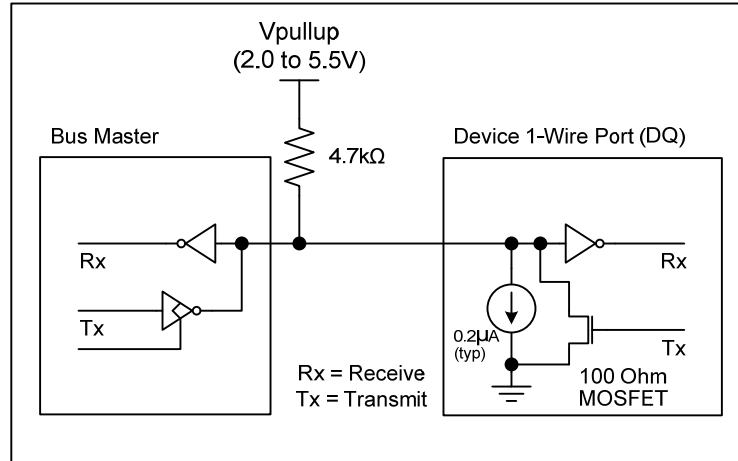 Vpullup
(2.0 to 5.5V)
Bus Master
4.7kΩ
Device 1-Wire Port (DQ)
Rx
Tx
Rx
Tx
0.2µA
(typ)
100 Ohm
MOSFET
Rx = Receive
Tx = Transmit